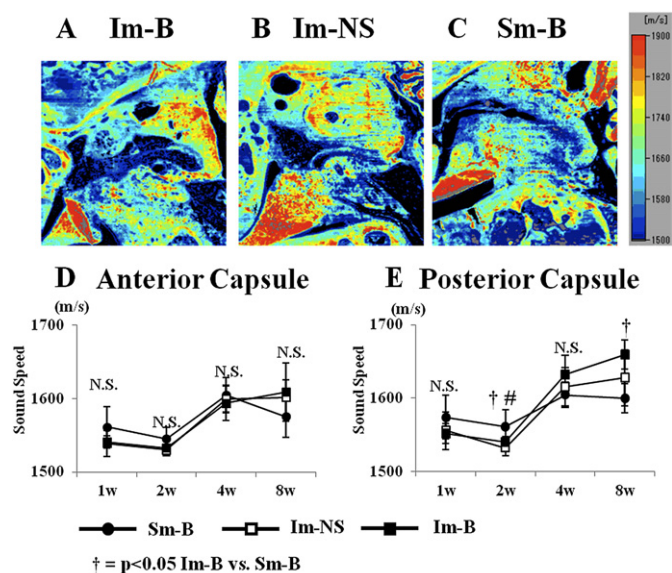 A Im-B B Im-NS C Sm-B
[m/s]
1900
1820
1740
1660
1580
1500
D Anterior Capsule E Posterior Capsule
(m/s) (m/s)
1700 1700
1600 1600
1500 1500
Sound Speed Sound Speed
N.S. N.S. N.S. N.S. N.S. † # N.S. †
1w 2w 4w 8w 1w 2w 4w 8w
Sm-B Im-NS Im-B
† = p<0.05 Im-B vs. Sm-B